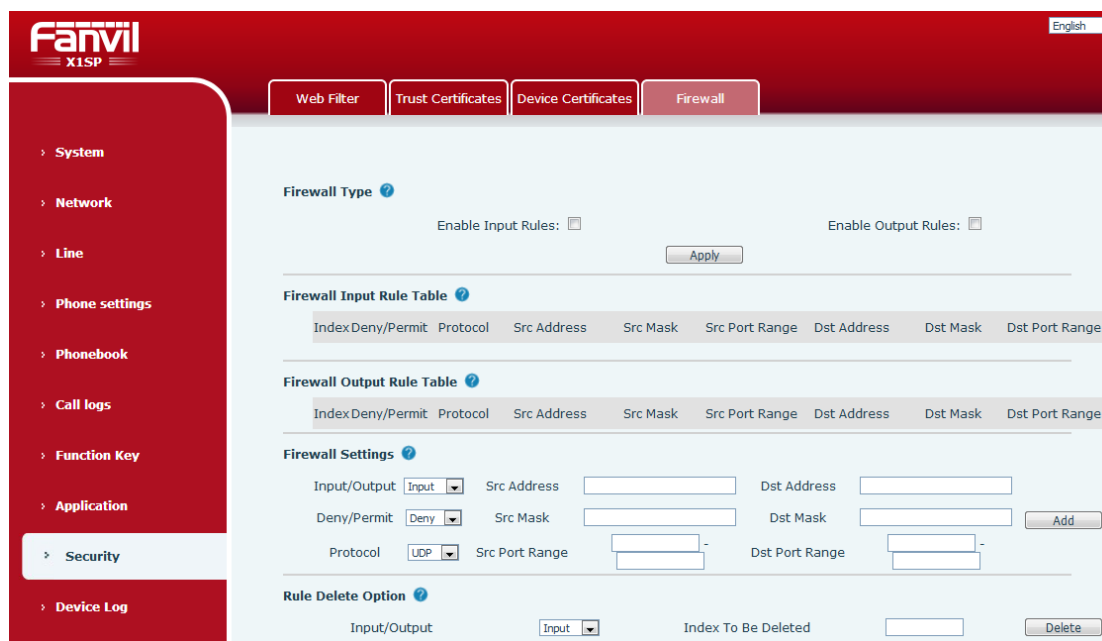 Fanvil
X1SP
English
Web Filter
Trust Certificates
Device Certificates
Firewall
System
Network
Line
Phone settings
Phonebook
Call logs
Function Key
Application
Security
Device Log
Firewall Type ?
Enable Input Rules:
Enable Output Rules:
Apply
Firewall Input Rule Table ?
Index Deny/Permit Protocol Src Address Src Mask Src Port Range Dst Address Dst Mask Dst Port Range
Firewall Output Rule Table ?
Index Deny/Permit Protocol Src Address Src Mask Src Port Range Dst Address Dst Mask Dst Port Range
Firewall Settings ?
Input/Output Input Src Address Dst Address
Deny/Permit Deny Src Mask Dst Mask Add
Protocol UDP Src Port Range - Dst Port Range -
Rule Delete Option ?
Input/Output Input Index To Be Deleted Delete